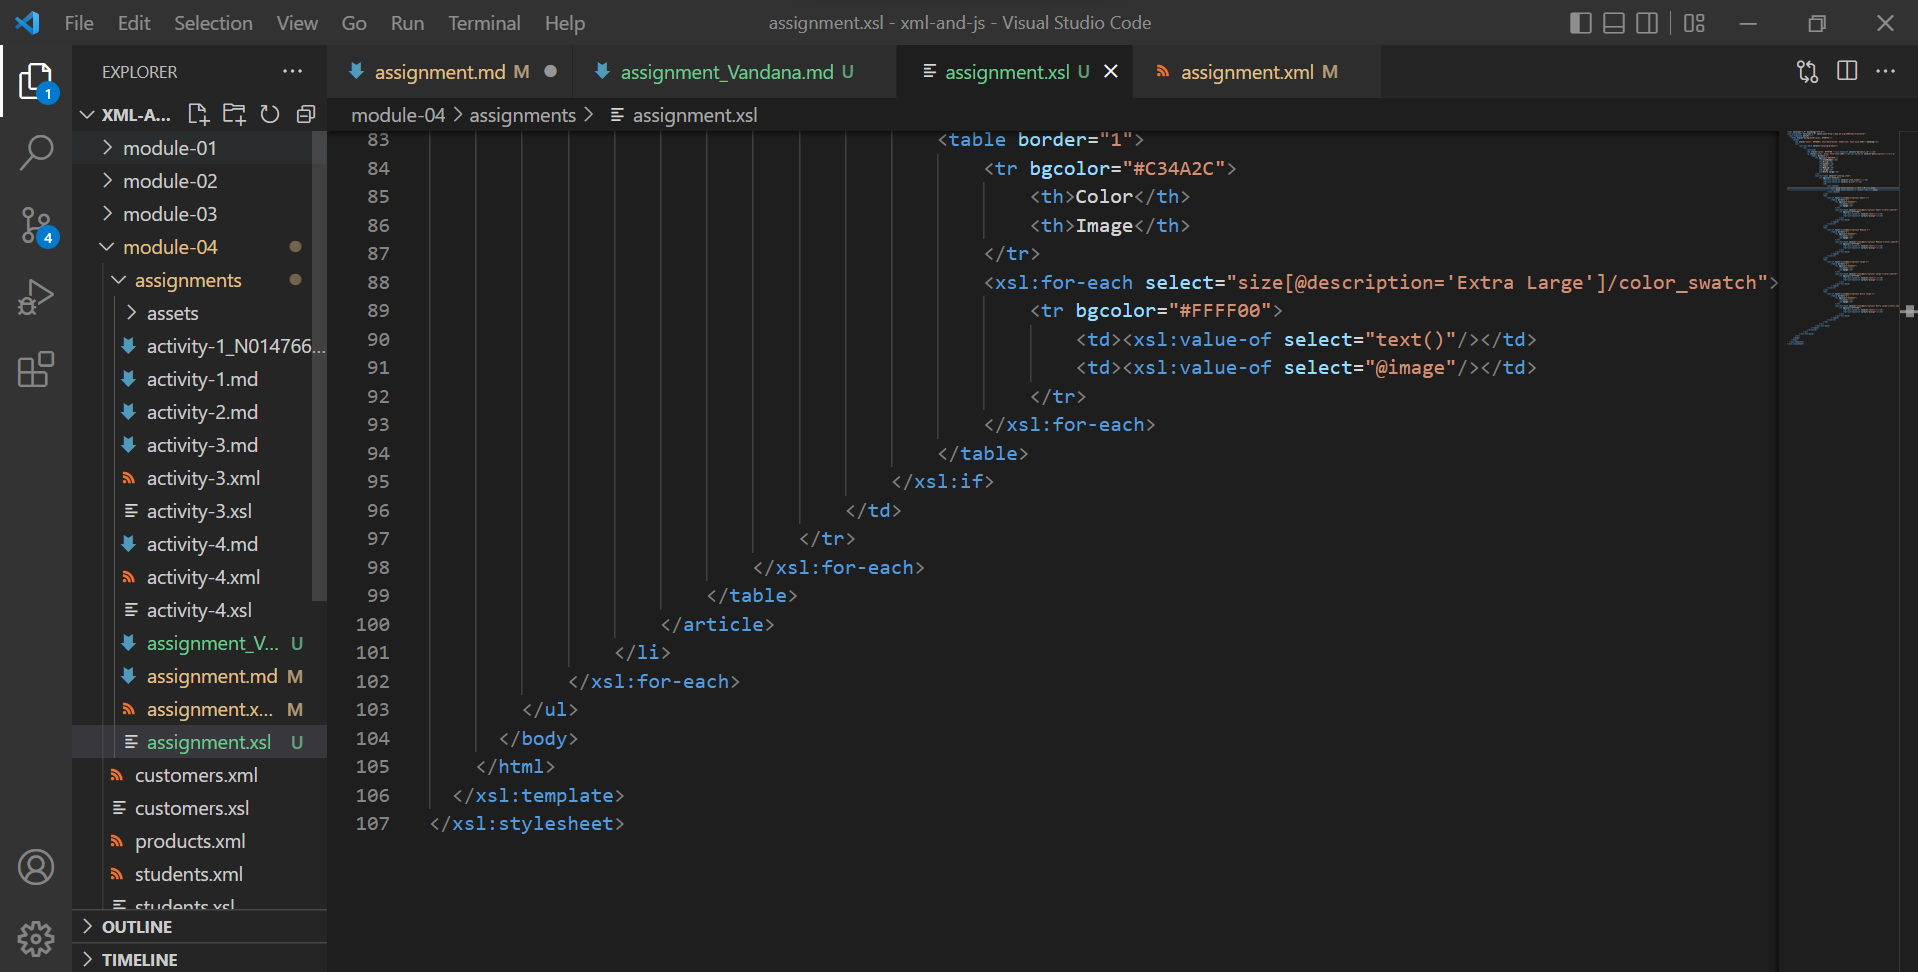 File Edit Selection View Go Run Terminal Help assignment.xsl - xml-and-js - Visual Studio Code
EXPLORER
assignment.md M
assignment_Vandana.md U
assignment.xsl U
assignment.xml M
1
XML-A...
module-04 > assignments > assignment.xsl
module-01
module-02
module-03
module-04
4
assignments
assets
activity-1_N014766...
activity-1.md
activity-2.md
activity-3.md
activity-3.xml
activity-3.xsl
activity-4.md
activity-4.xml
activity-4.xsl
assignment_V... U
assignment.md M
assignment.x... M
assignment.xsl U
customers.xml
customers.xsl
products.xml
students.xml
students.xsl
OUTLINE
TIMELINE
83 <table border="1">
84 <tr bgcolor="#C34A2C">
85 <th>Color</th>
86 <th>Image</th>
87 </tr>
88 <xsl:for-each select="size[@description='Extra Large']/color_swatch">
89 <tr bgcolor="#FFFF00">
90 <td><xsl:value-of select="text()"/></td>
91 <td><xsl:value-of select="@image"/></td>
92 </tr>
93 </xsl:for-each>
94 </table>
95 </xsl:if>
96 </td>
97 </tr>
98 </xsl:for-each>
99 </table>
100 </article>
101 </li>
102 </xsl:for-each>
103 </ul>
104 </body>
105 </html>
106 </xsl:template>
107 </xsl:stylesheet>